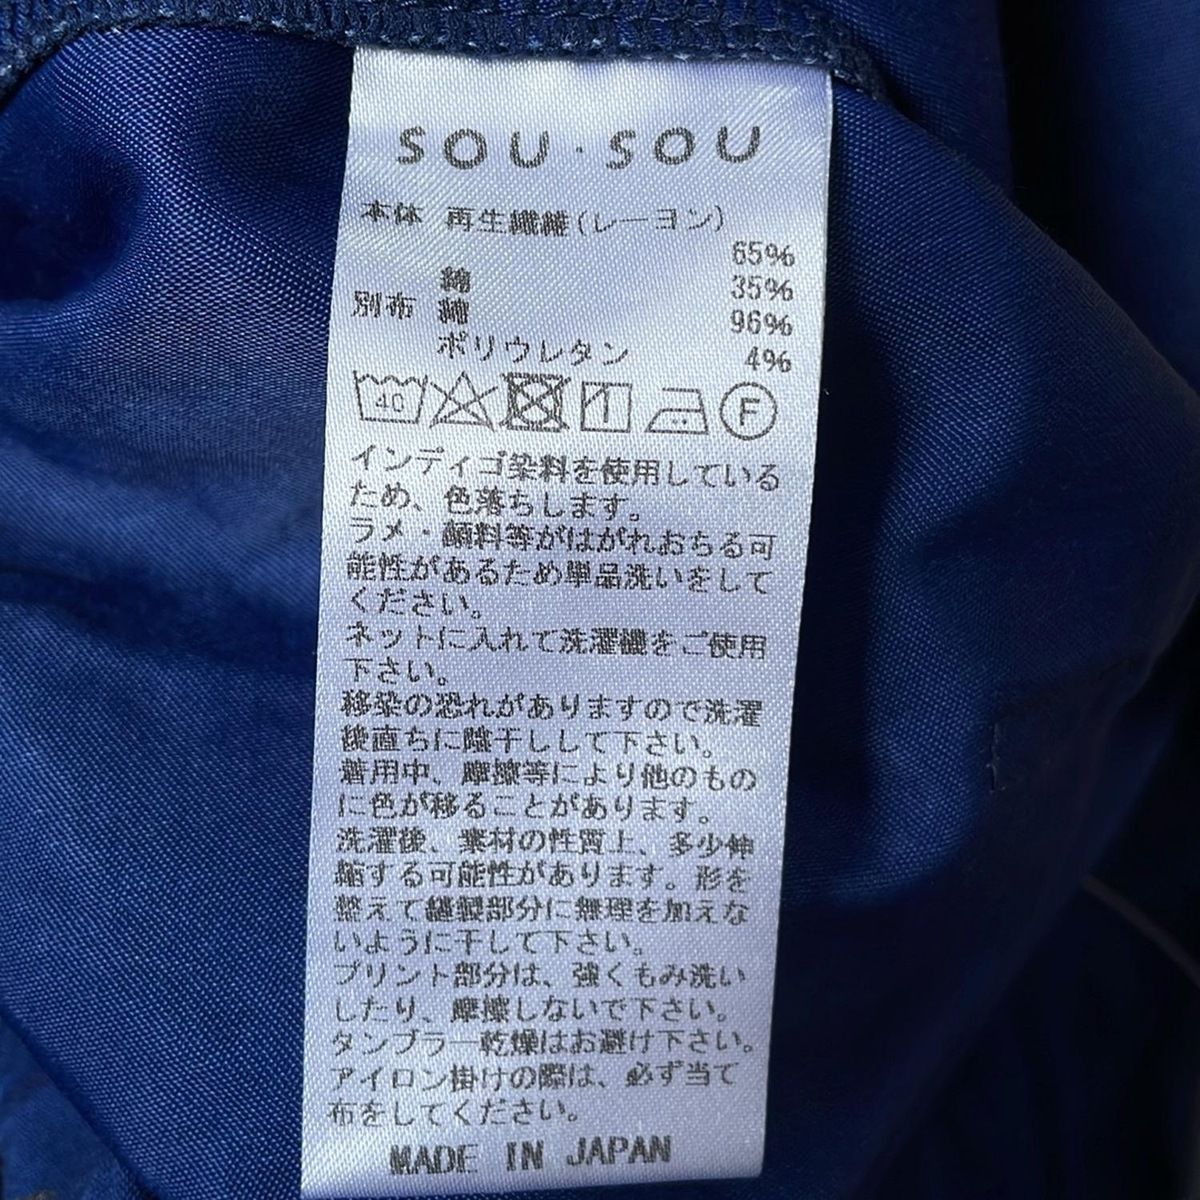 SOU・SOU
本体 再生繊維(レーヨン)
65%
綿 35%
別布 綿 96%
ポリウレタン 4%
40 1 F
インディゴ染料を使用している
ため、色落ちします。
ラメ・顔料等がはがれおちる可
能性があるため単品洗いをして
ください。
ネットに入れて洗濯機をご使用
下さい。
移染の恐れがありますので洗濯
後直ちに陰干しして下さい。
着用中、摩擦等により他のもの
に色が移ることがあります。
洗濯後、素材の性質上、多少伸
縮する可能性があります。形を
整えて縫製部分に無理を加えな
いように干して下さい。
プリント部分は、強くもみ洗い
したり、摩擦しないで下さい。
タンブラー乾燥はお避け下さい。
アイロン掛けの際は、必ず当て
布をしてください。
MADE IN JAPAN